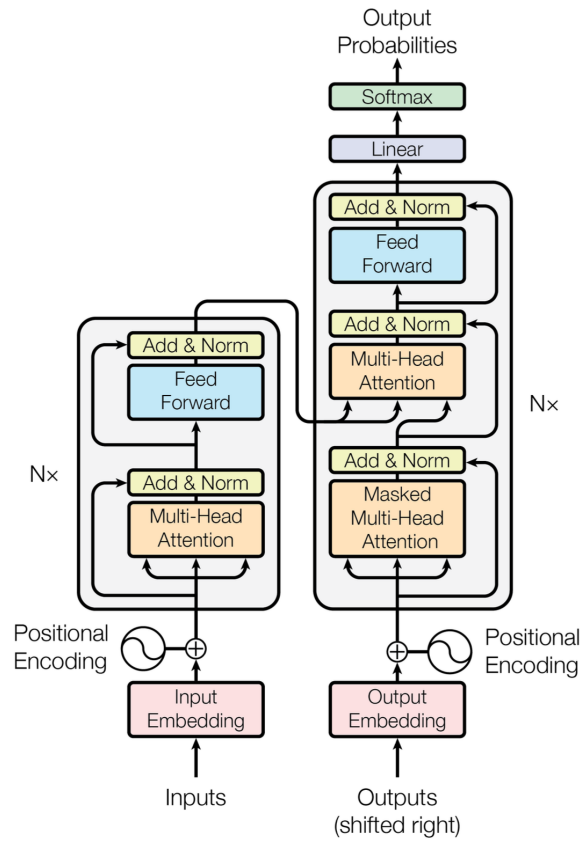 Output
Probabilities
Softmax
Linear
Add & Norm
Feed
Forward
Add & Norm
Multi-Head
Attention
Add & Norm
Masked
Multi-Head
Attention
N×
Add & Norm
Feed
Forward
Add & Norm
Multi-Head
Attention
N×
Positional
Encoding
Positional
Encoding
Input
Embedding
Output
Embedding
Inputs
Outputs
(shifted right)